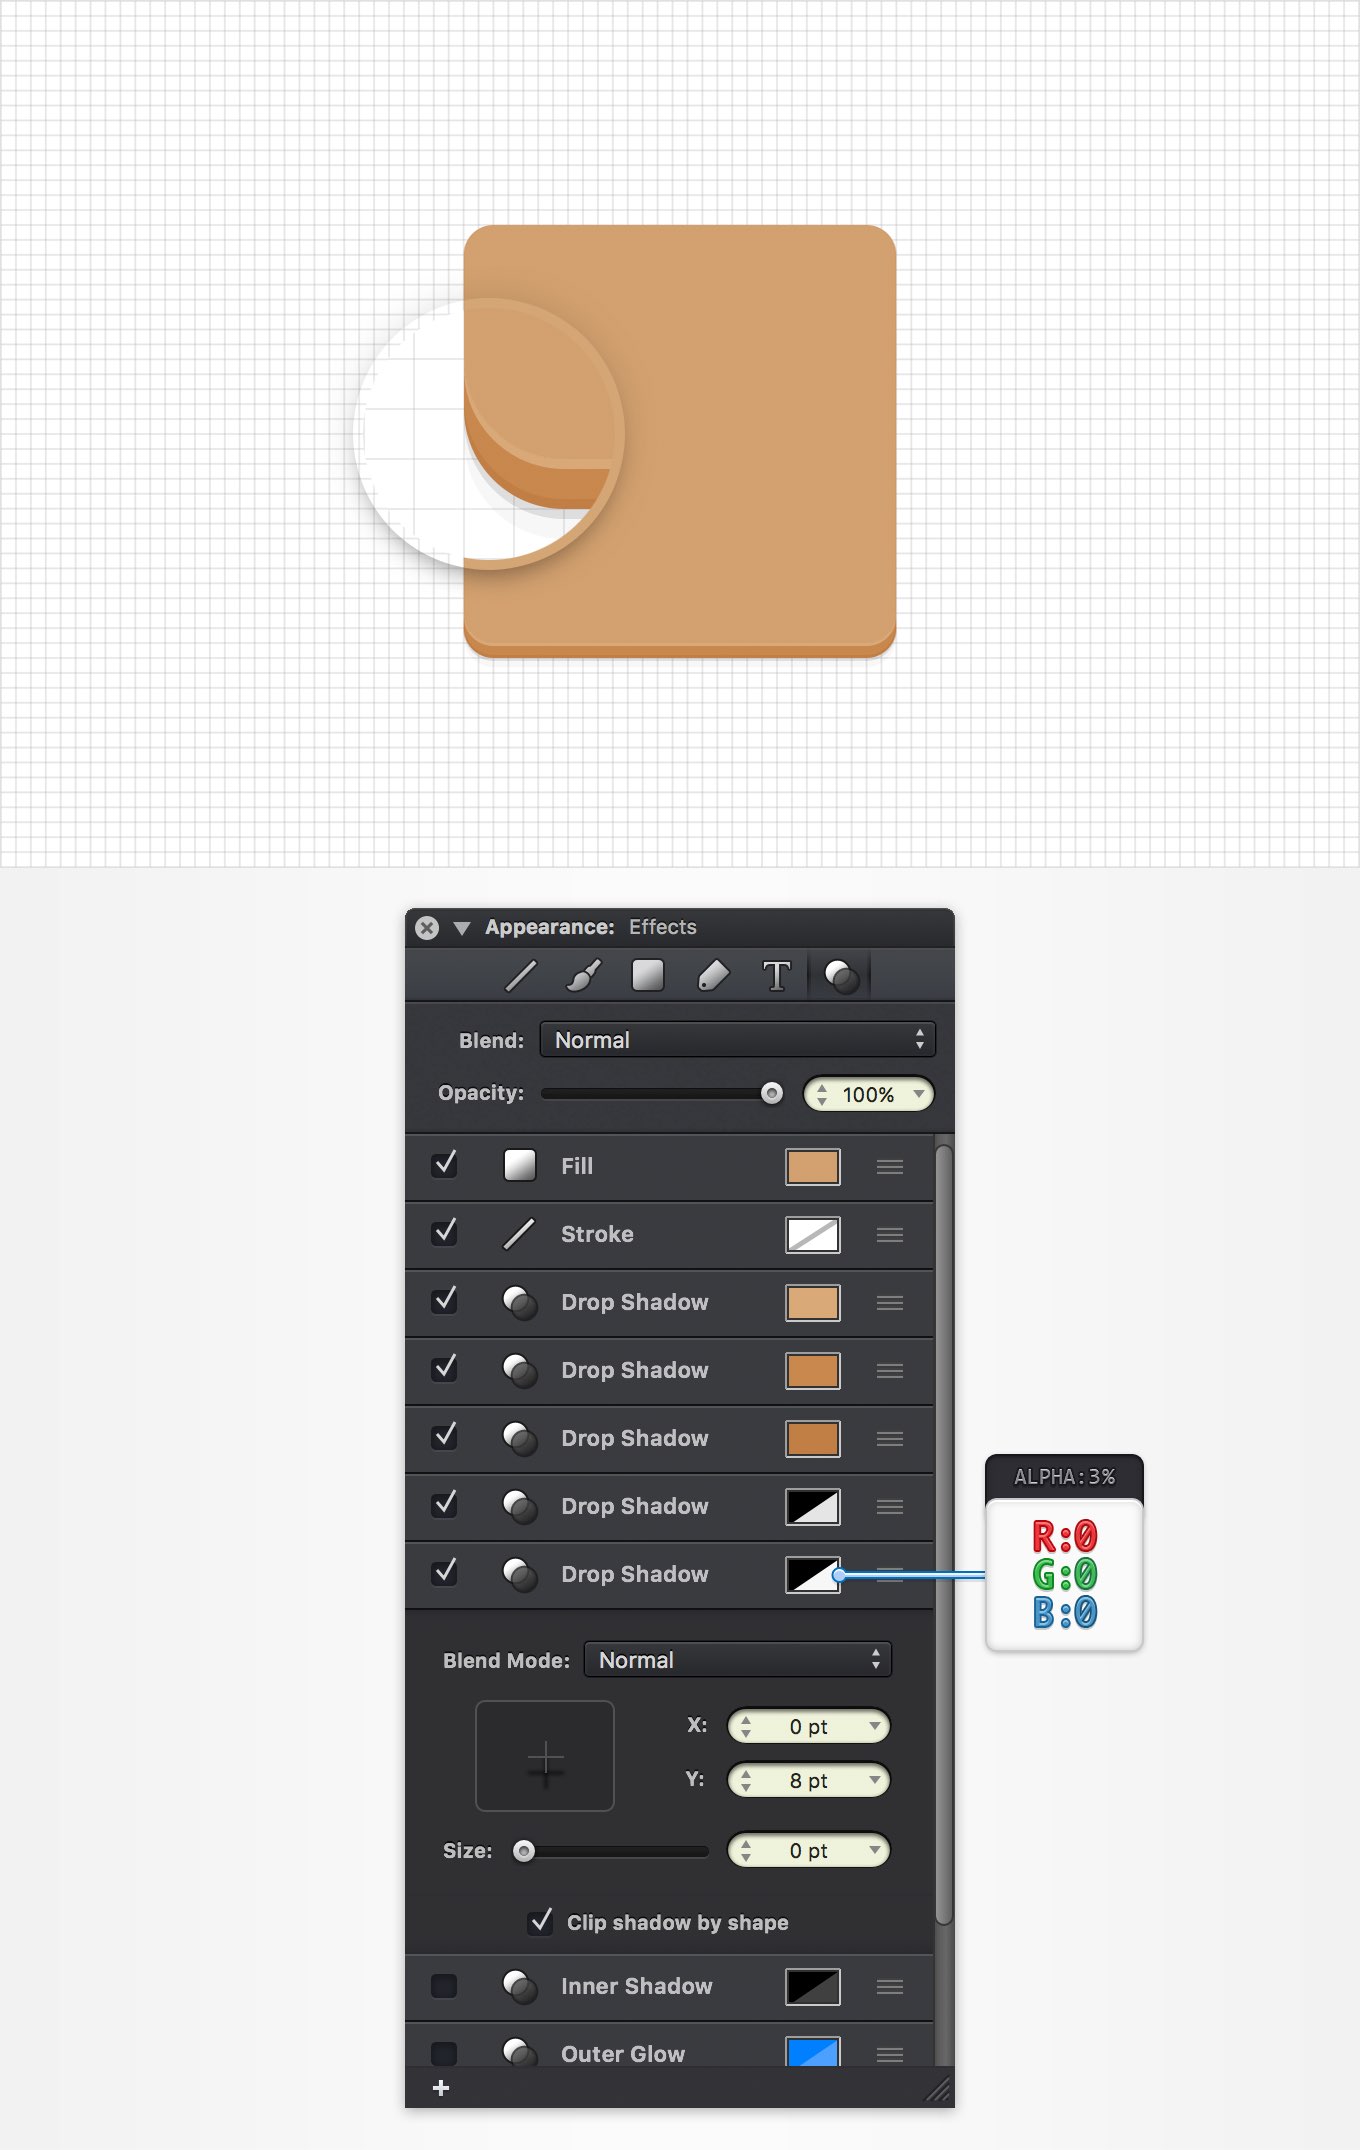 Appearance: Effects
T
Blend: Normal
Opacity: 100%
Fill
Stroke
Drop Shadow
Drop Shadow
Drop Shadow
Drop Shadow
Drop Shadow
ALPHA:3%
R:0
G:0
B:0
Blend Mode: Normal
X: 0 pt
Y: 8 pt
Size: 0 pt
Clip shadow by shape
Inner Shadow
Outer Glow